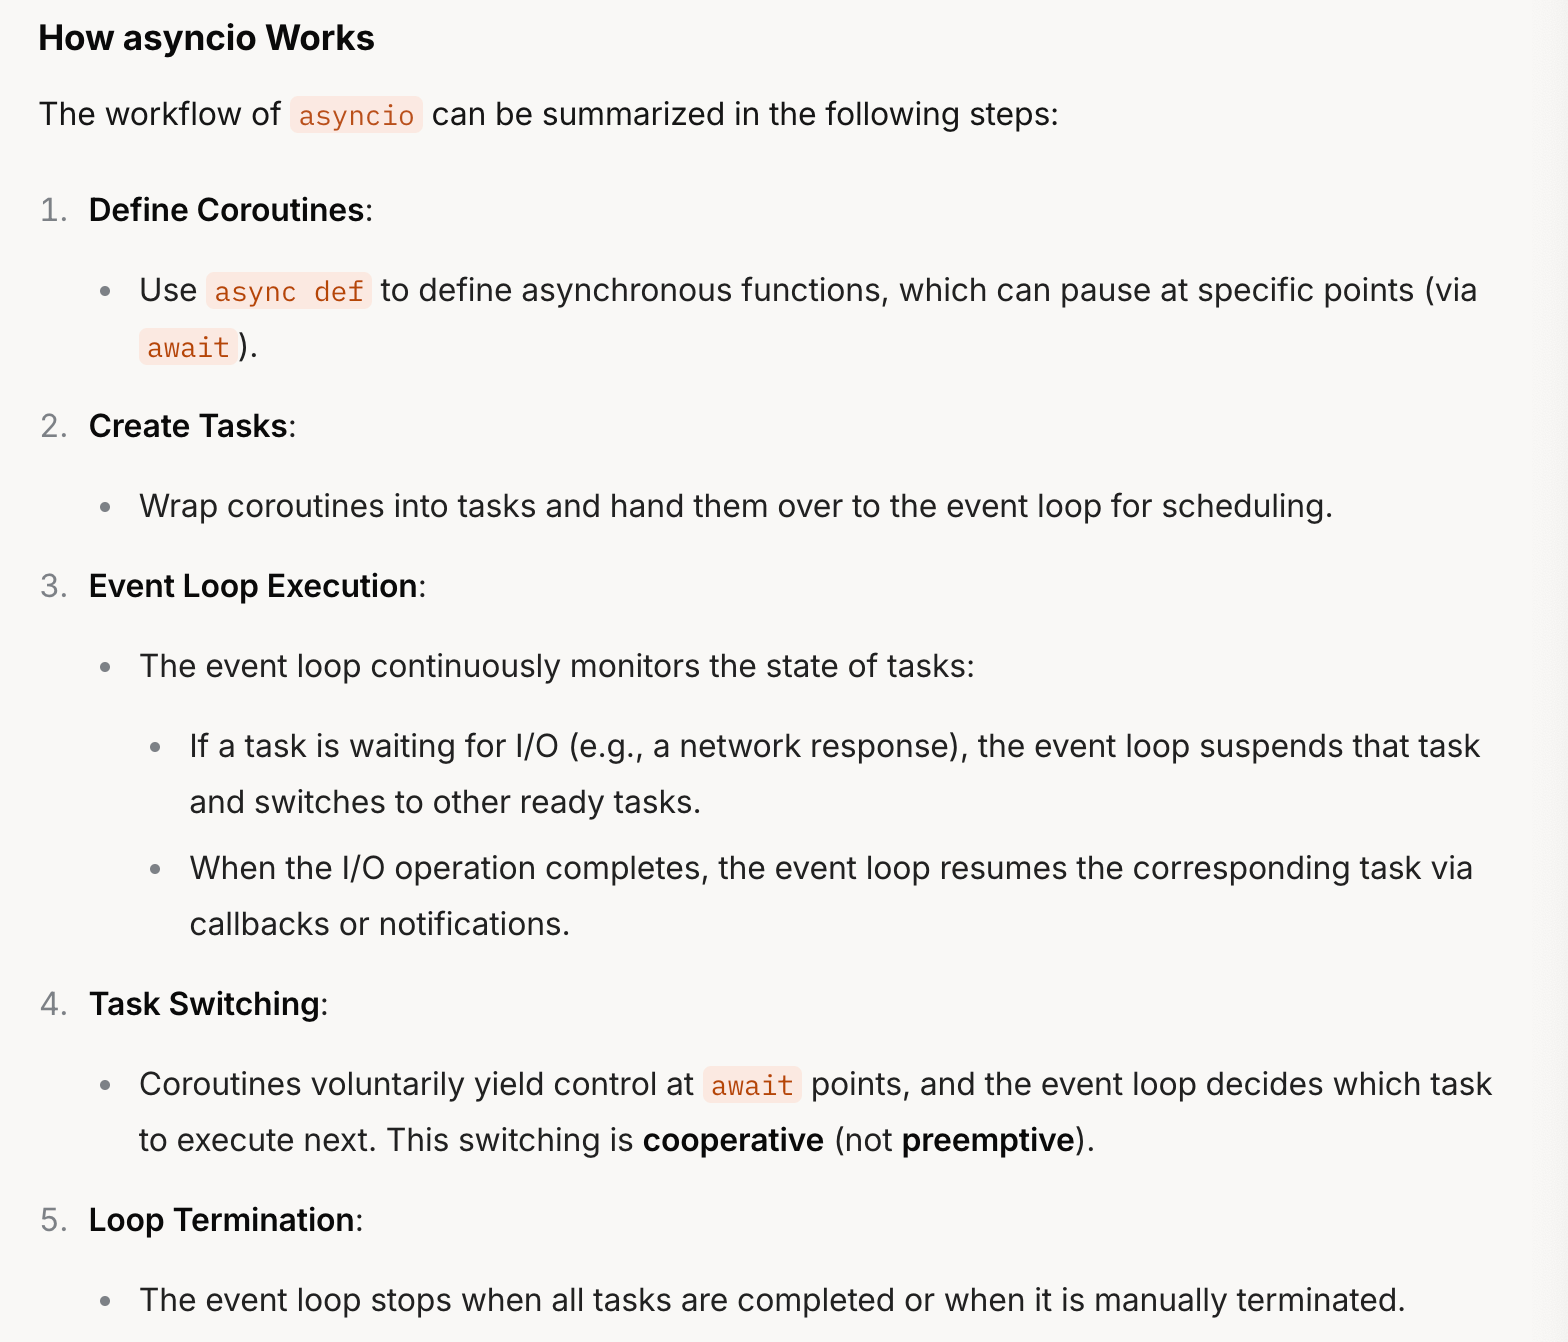 How asyncio Works
The workflow of asyncio can be summarized in the following steps:
1. Define Coroutines:
• Use async def to define asynchronous functions, which can pause at specific points (via
await).
2. Create Tasks:
• Wrap coroutines into tasks and hand them over to the event loop for scheduling.
3. Event Loop Execution:
• The event loop continuously monitors the state of tasks:
• If a task is waiting for I/O (e.g., a network response), the event loop suspends that task
and switches to other ready tasks.
• When the I/O operation completes, the event loop resumes the corresponding task via
callbacks or notifications.
4. Task Switching:
• Coroutines voluntarily yield control at await points, and the event loop decides which task
to execute next. This switching is cooperative (not preemptive).
5. Loop Termination:
• The event loop stops when all tasks are completed or when it is manually terminated.